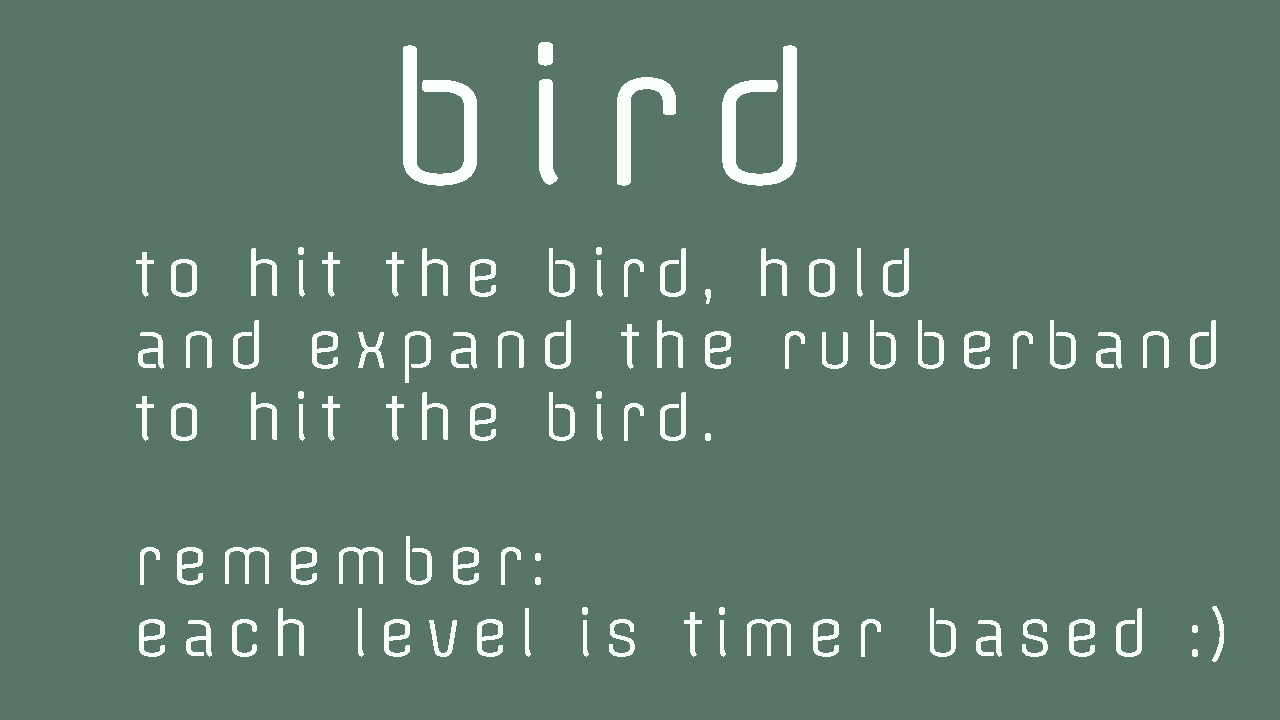 bird
to hit the bird, hold
and expand the rubberband
to hit the bird.
remember:
each level is timer based :)